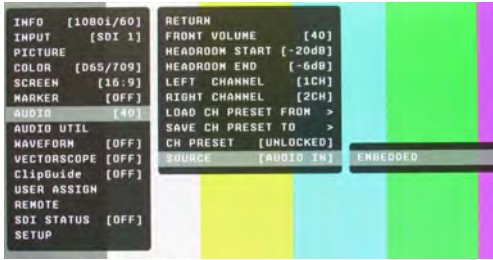 INFO [1080i/60]
INPUT [SDI 1]
PICTURE
COLOR [D65/709]
SCREEN [16:9]
MARKER [OFF]
AUDIO [40]
AUDIO UTIL
WAVEFORM [OFF]
VECTORSCOPE [OFF]
ClipGuide [OFF]
USER ASSIGN
REMOTE
SDI STATUS [OFF]
SETUP
RETURN
FRONT VOLUME [40]
HEADROOM START [-20dB]
HEADROOM END [-6dB]
LEFT CHANNEL [1CH]
RIGHT CHANNEL [2CH]
LOAD CH PRESET FROM >
SAVE CH PRESET TO >
CH PRESET [UNLOCKED]
SOURCE [AUDIO IN]
EMBEDDED